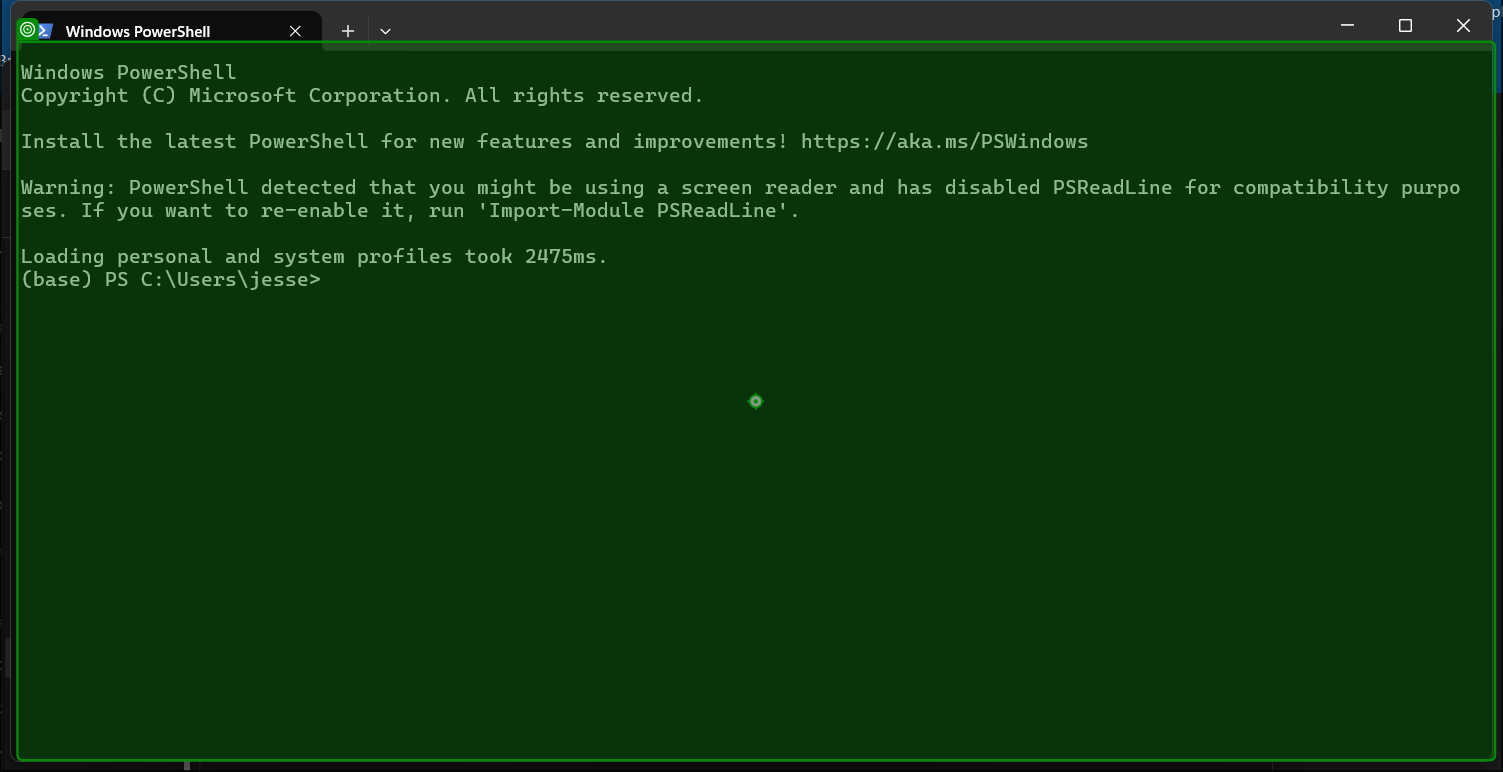 Windows PowerShell
Windows PowerShell
Copyright (C) Microsoft Corporation. All rights reserved.
Install the latest PowerShell for new features and improvements! https://aka.ms/PSWindows
Warning: PowerShell detected that you might be using a screen reader and has disabled PSReadLine for compatibility purpo
ses. If you want to re-enable it, run 'Import-Module PSReadLine'.
Loading personal and system profiles took 2475ms.
(base) PS C:\Users\jesse>